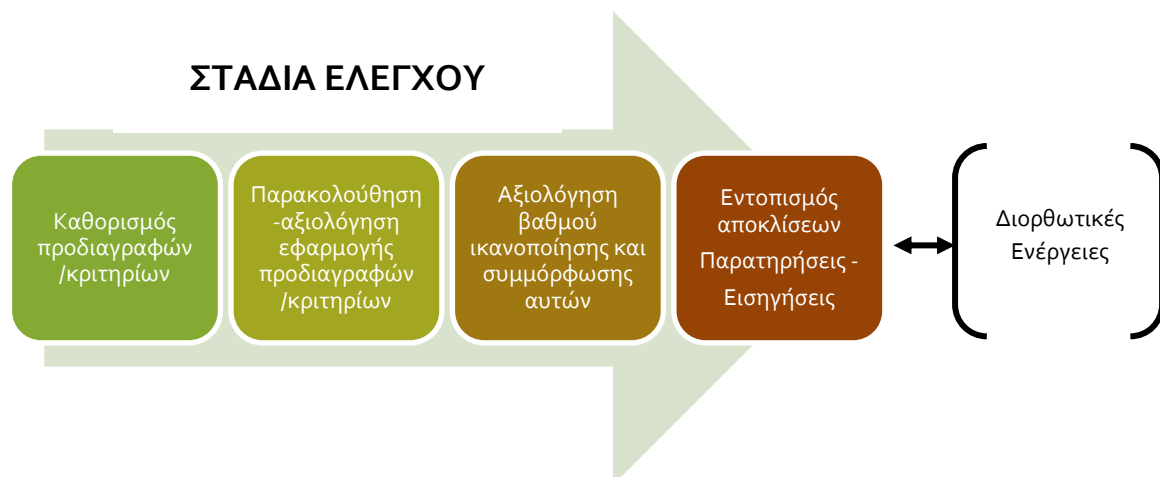 ΣΤΑΔΙΑ ΕΛΕΓΧΟΥ
Καθορισμός
προδιαγραφών
/κριτηρίων
Παρακολούθηση
-αξιολόγηση
εφαρμογής
προδιαγραφών
/κριτηρίων
Αξιολόγηση
βαθμού
ικανοποίησης και
συμμόρφωσης
αυτών
Εντοπισμός
αποκλίσεων
Παρατηρήσεις -
Εισηγήσεις
Διορθωτικές
Ενέργειες